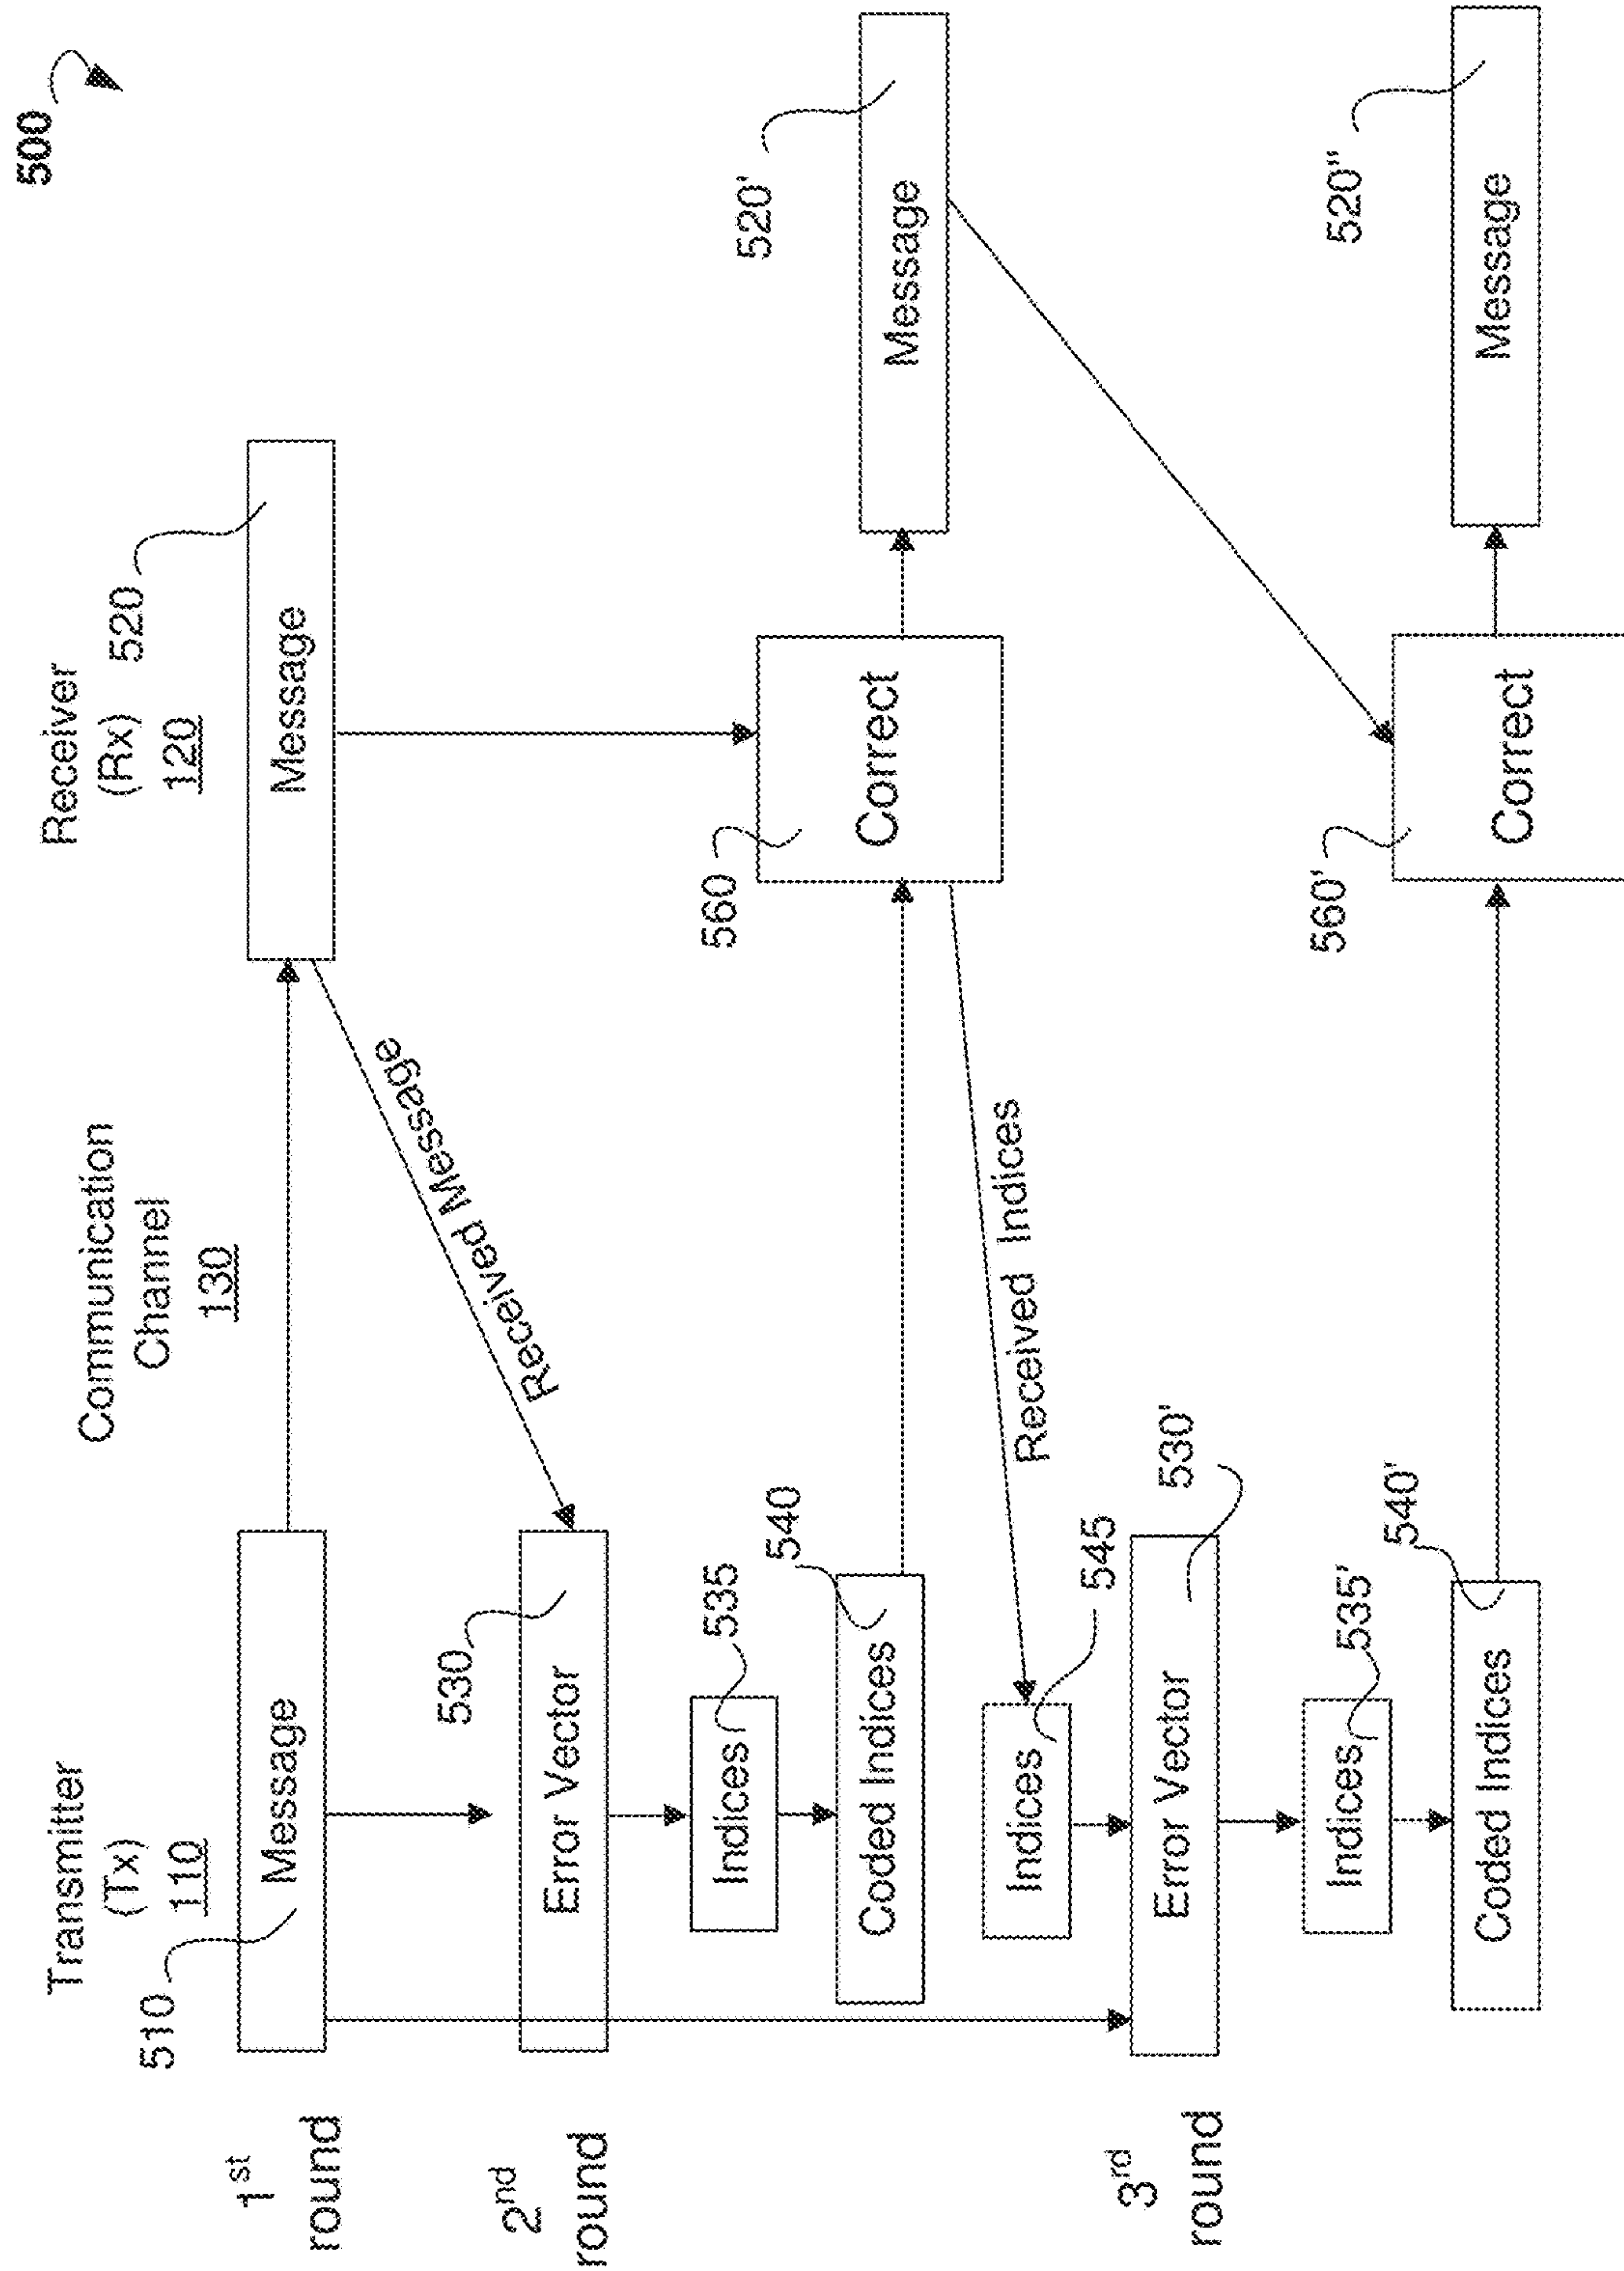 500
Transmitter
(Tx)
110
Communication
Channel
130
Receiver
(Rx)
120
1st
round
510
Message
520
Message
Received Message
2nd
round
530
Error Vector
535
Indices
540
Coded Indices
560
Correct
520'
Message
Received Indices
545
Indices
3rd
round
530'
Error Vector
535'
Indices
540'
Coded Indices
560'
Correct
520"
Message